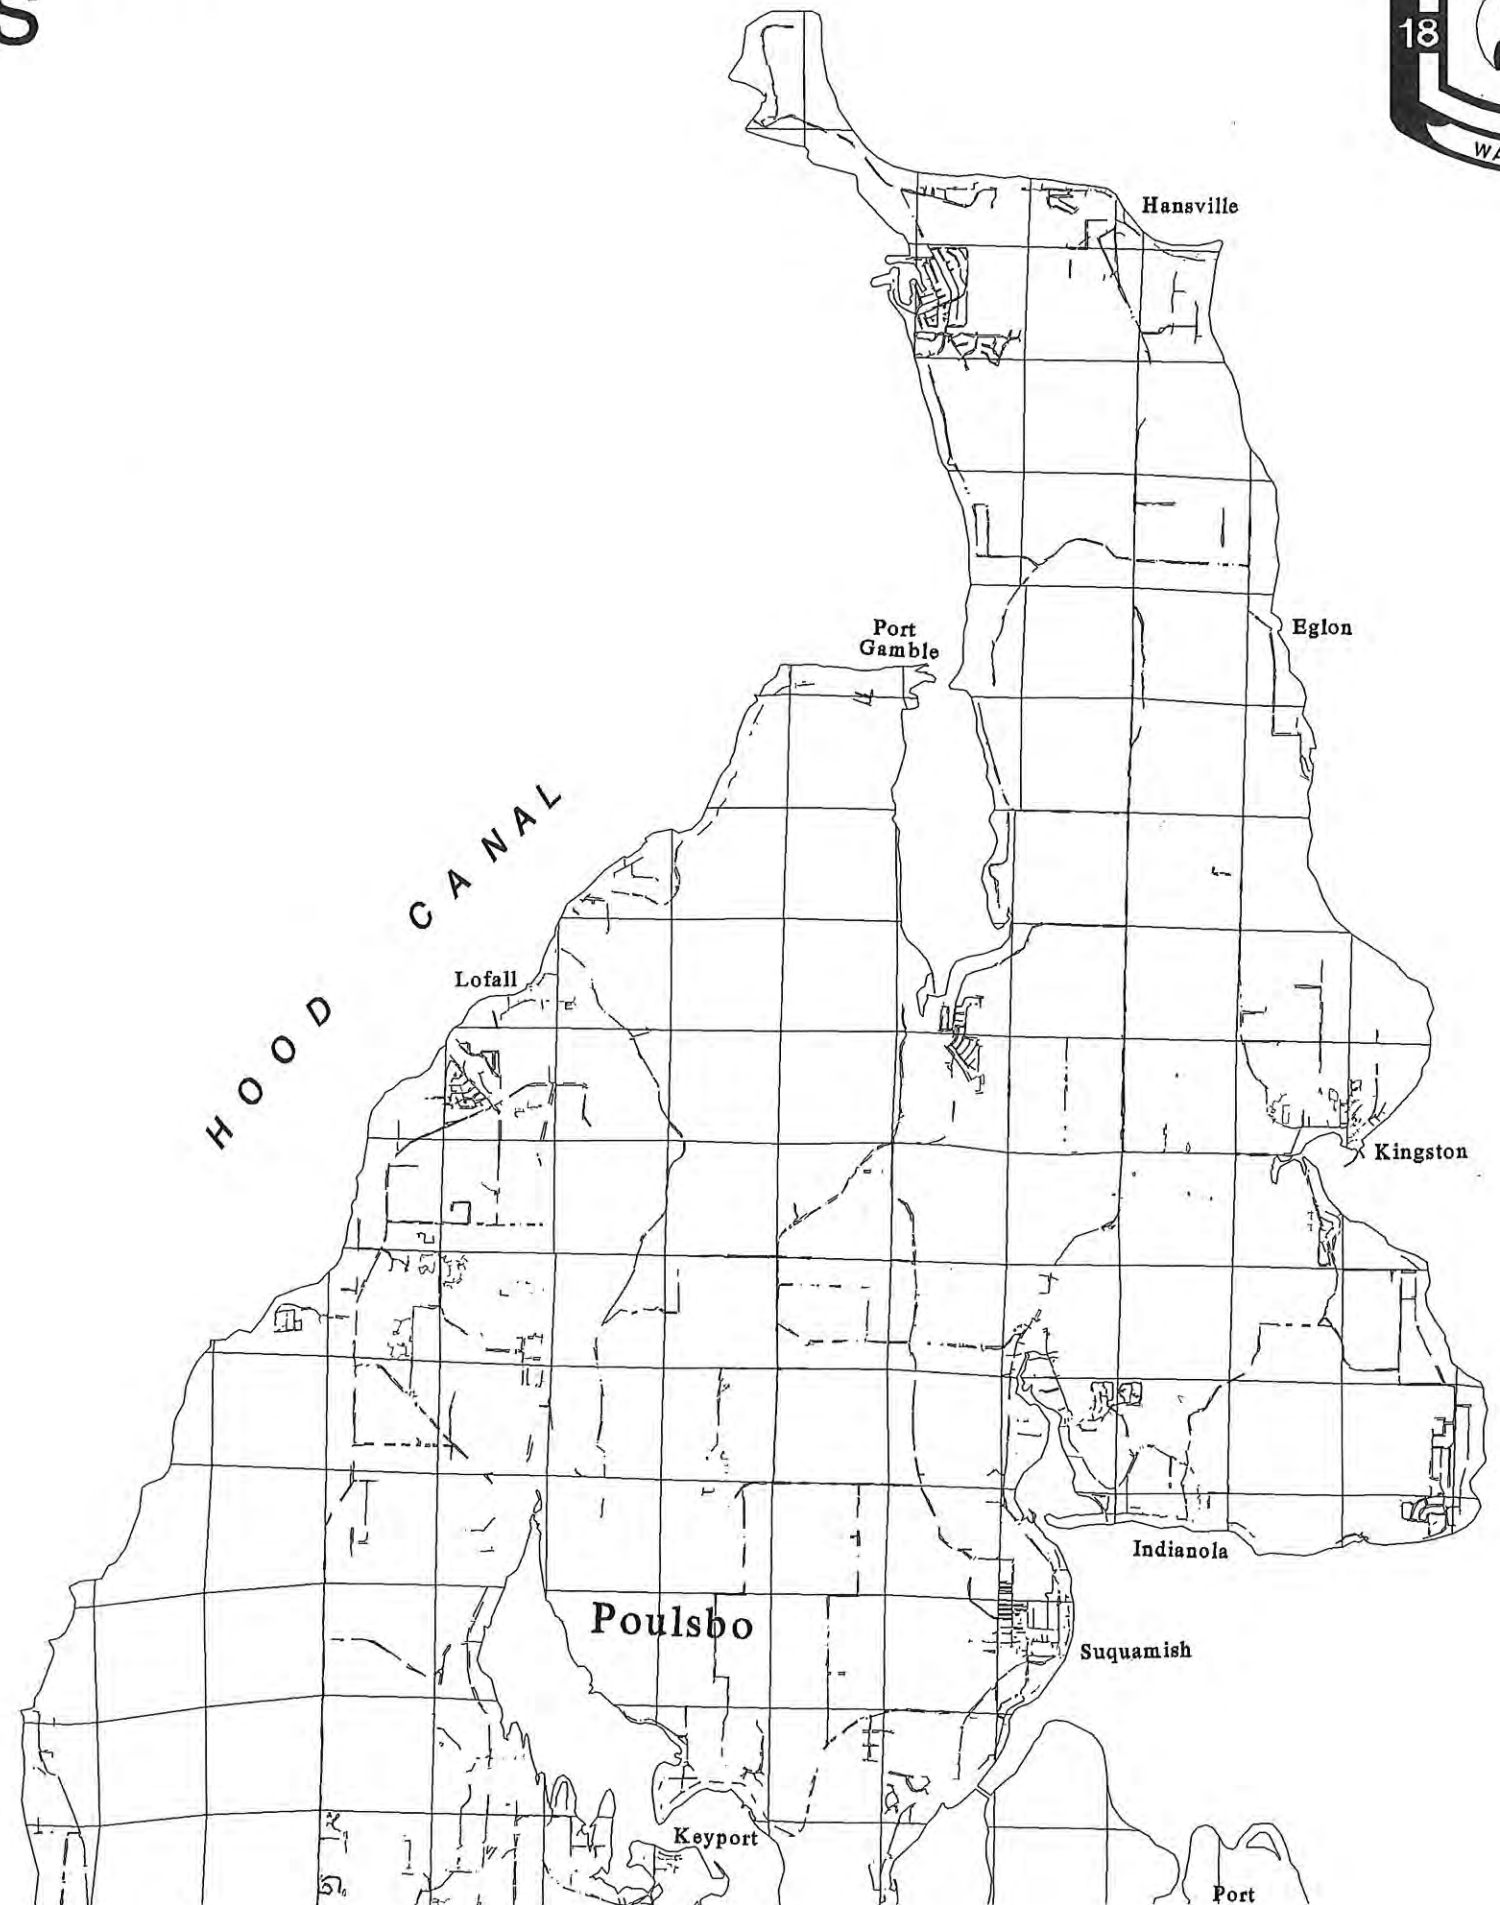 S
18
WA
Hansville
Port
Gamble
Eglon
HOOD CANAL
Lofall
Kingston
Indianola
Poulsbo
Suquamish
Keyport
Port